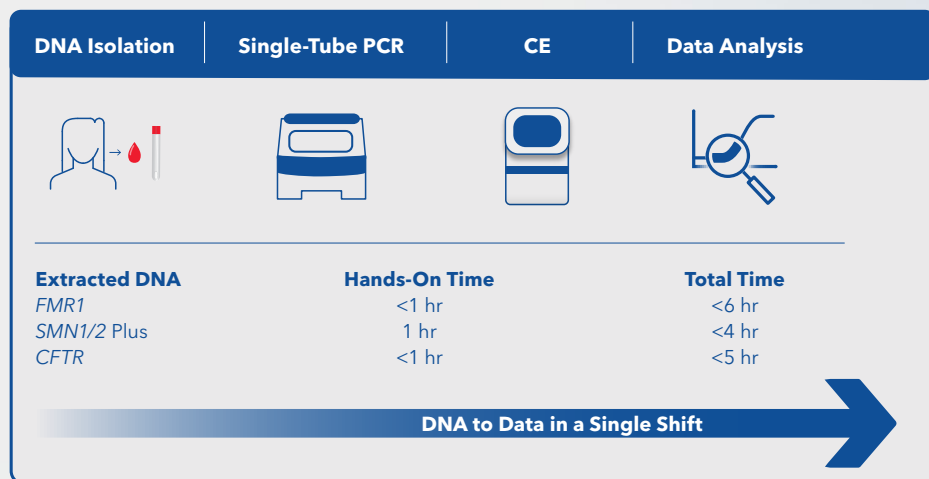 DNA Isolation Single-Tube PCR CE Data Analysis
Extracted DNA Hands-On Time Total Time
FMR1 <1 hr <6 hr
SMN1/2 Plus 1 hr <4 hr
CFTR <1 hr <5 hr
DNA to Data in a Single Shift